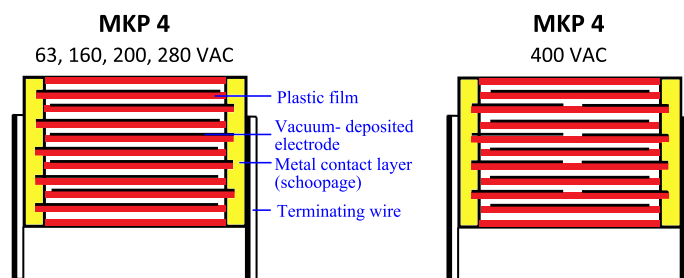 MKP 4
63, 160, 200, 280 VAC
Plastic film
Vacuum- deposited
electrode
Metal contact layer
(schoopage)
Terminating wire
MKP 4
400 VAC